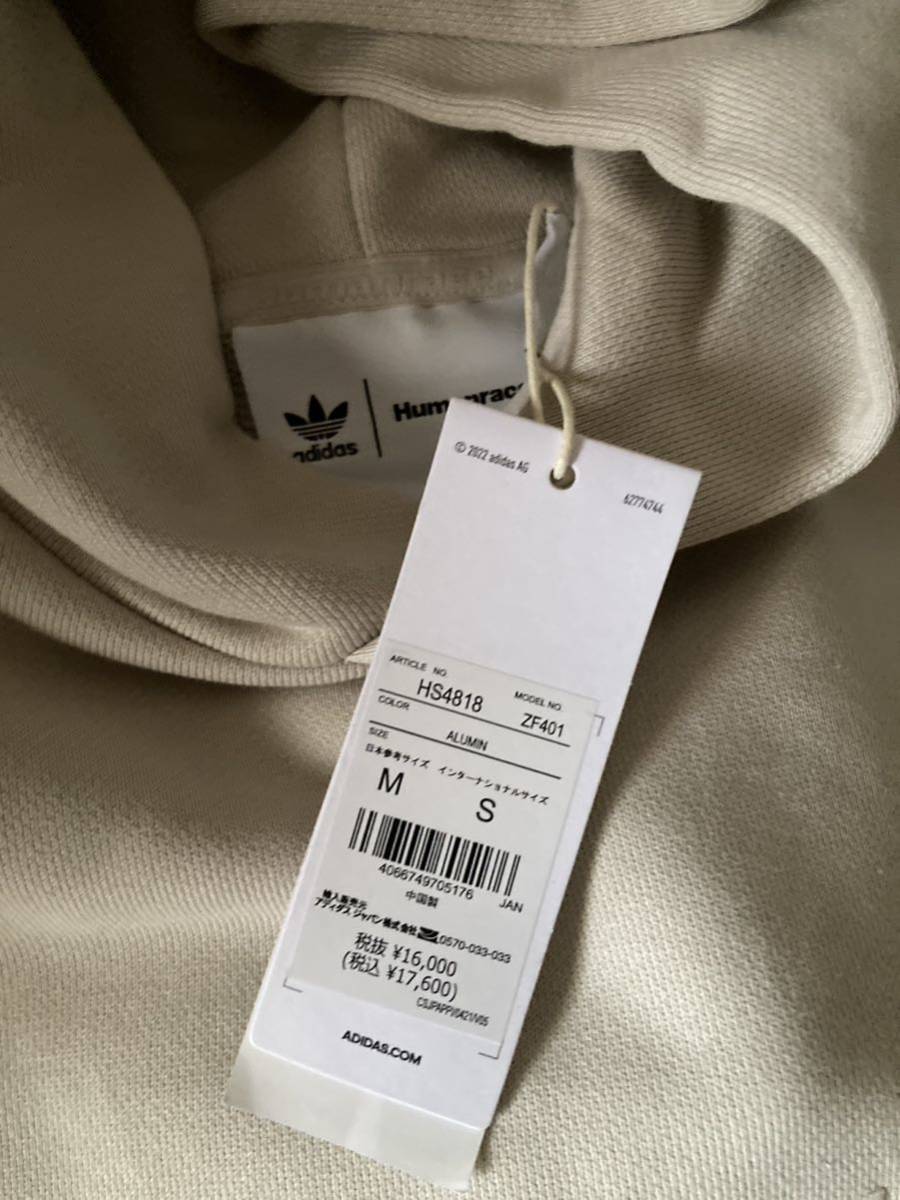 adidas
© 2022 adidas AG
62774744
ARTICLE NO.
MODEL NO.
HS4818
ZF401
COLOR
ALUMIN
SIZE
日本参考サイズ インターナショナルサイズ
M
S
4066749705176
JAN
中国製
輸入販売元
アディダス ジャパン株式会社
0570-033-033
税抜 ¥16,000
(税込 ¥17,600)
CSJPAPP/0421/V05
ADIDAS.COM